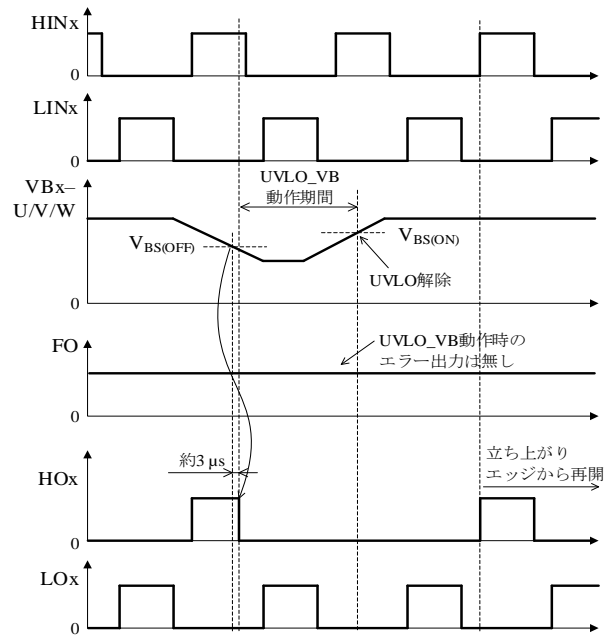 HINx
0
LINx
0
UVLO_VB
動作期間
VBx–
U/V/W
VBS(OFF)
VBS(ON)
UVLO解除
0
FO
UVLO_VB動作時の
エラー出力は無し
0
約3 µs
立ち上がり
エッジから再開
HOx
0
LOx
0